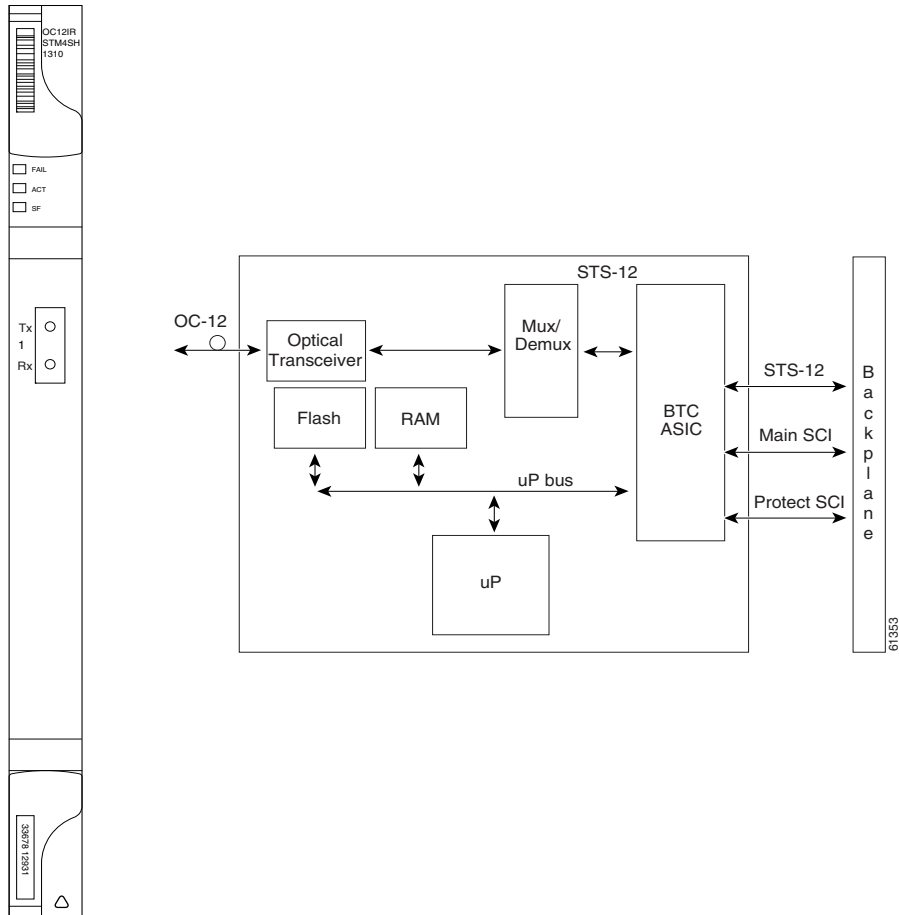 OC12IR
STM4SH
1310
FAIL
ACT
SF
Tx
1
Rx
33678 12931
OC-12
Optical
Transceiver
Flash
RAM
uP bus
uP
STS-12
Mux/
Demux
BTC
ASIC
STS-12
Main SCI
Protect SCI
Backplane
61353